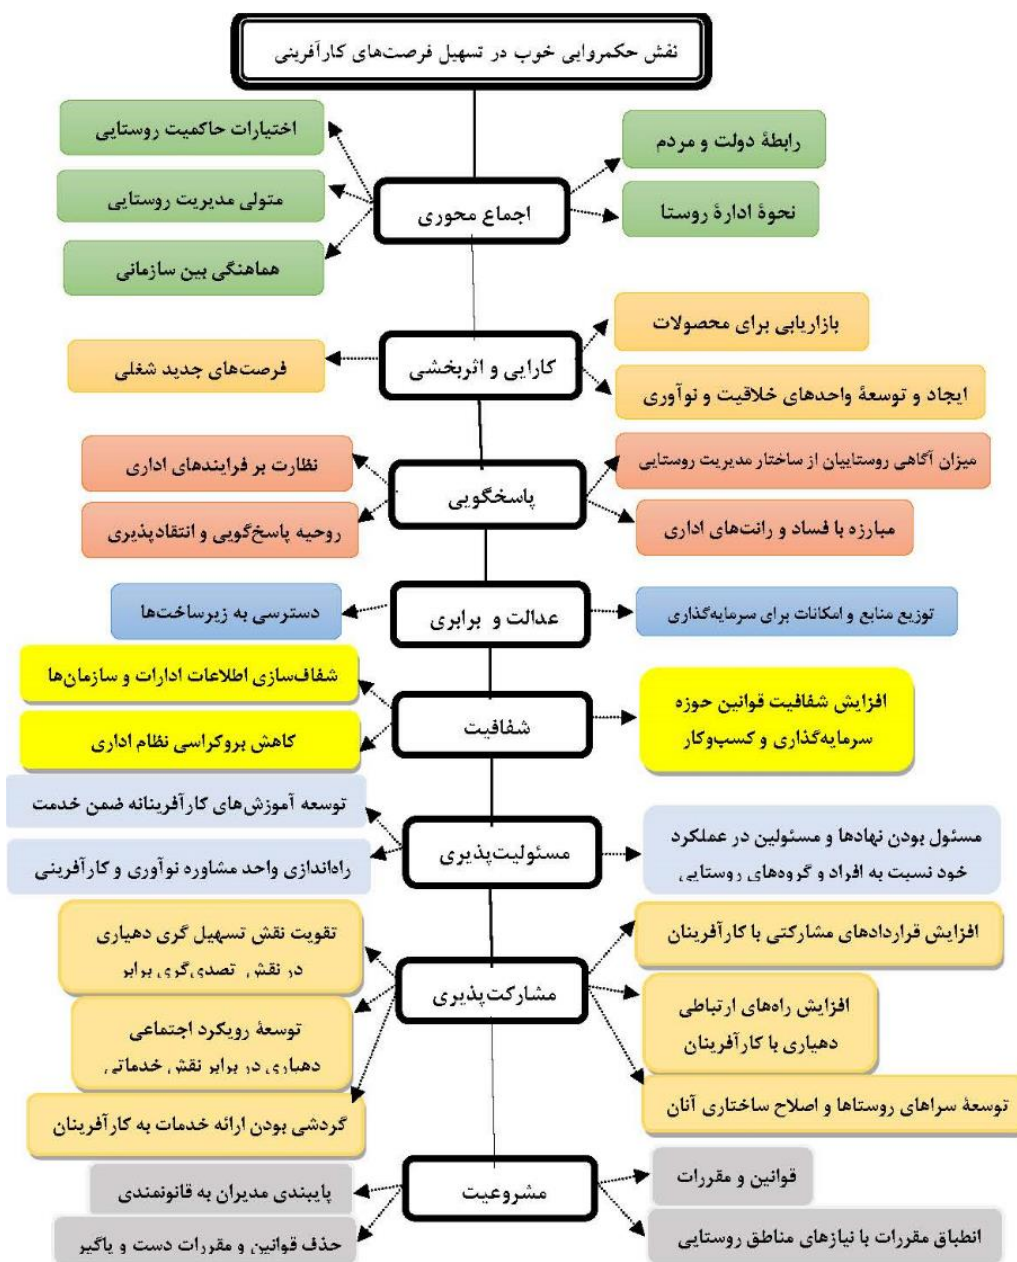 نقش حکمروایی خوب در تسهیل فرصت‌های کارآفرینی
رابطهٔ دولت و مردم
نحوهٔ ادارهٔ روستا
اجماع محوری
اختیارات حاکمیت روستایی
متولی مدیریت روستایی
هماهنگی بین سازمانی
بازاریابی برای محصولات
ایجاد و توسعهٔ واحدهای خلاقیت و نوآوری
کارایی و اثربخشی
فرصت‌های جدید شغلی
میزان آگاهی روستاییان از ساختار مدیریت روستایی
مبارزه با فساد و رانت‌های اداری
پاسخگویی
نظارت بر فرایندهای اداری
روحیه پاسخ‌گویی و انتقادپذیری
توزیع منابع و امکانات برای سرمایه‌گذاری
عدالت و برابری
دسترسی به زیرساخت‌ها
افزایش شفافیت قوانین حوزه
سرمایه‌گذاری و کسب‌وکار
شفافیت
شفاف‌سازی اطلاعات ادارات و سازمان‌ها
کاهش بروکراسی نظام اداری
مسئول بودن نهادها و مسئولین در عملکرد
خود نسبت به افراد و گروه‌های روستایی
مسئولیت‌پذیری
توسعه آموزش‌های کارآفرینانه ضمن خدمت
راه‌اندازی واحد مشاوره نوآوری و کارآفرینی
افزایش قراردادهای مشارکتی با کارآفرینان
افزایش راه‌های ارتباطی
دهیاری با کارآفرینان
توسعهٔ سراهای روستاها و اصلاح ساختاری آنان
مشارکت‌پذیری
تقویت نقش تسهیل گری دهیاری
در نقش تصدی‌گری برابر
توسعهٔ رویکرد اجتماعی
دهیاری در برابر نقش خدماتی
گردشی بودن ارائه خدمات به کارآفرینان
قوانین و مقررات
انطباق مقررات با نیازهای مناطق روستایی
مشروعیت
پایبندی مدیران به قانونمندی
حذف قوانین و مقررات دست و پاگیر